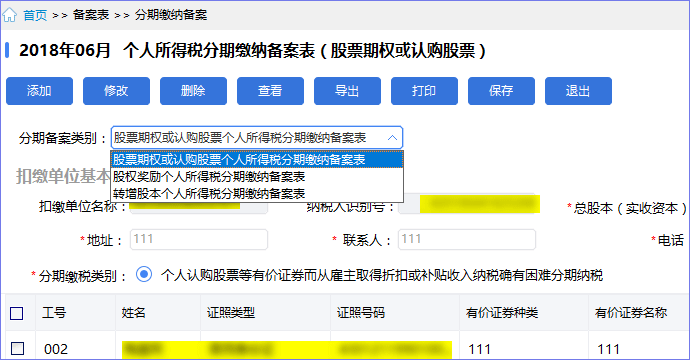 首页 >> 备案表 >> 分期缴纳备案
2018年06月 个人所得税分期缴纳备案表（股票期权或认购股票）
添加 修改 删除 查看 导出 打印 保存 退出
分期备案类别： 股票期权或认购股票个人所得税分期缴纳备案表
股票期权或认购股票个人所得税分期缴纳备案表
股权奖励个人所得税分期缴纳备案表
转增股本个人所得税分期缴纳备案表
扣缴单位基本
扣缴单位名称： 纳税人识别号： *总股本（实收资本）
*地址： 111 *联系人： 111 *电话
*分期缴税类别： 个人认购股票等有价证券而从雇主取得折扣或补贴收入纳税确有困难分期纳税
工号 姓名 证照类型 证照号码 有价证券种类 有价证券名称
002 111 111